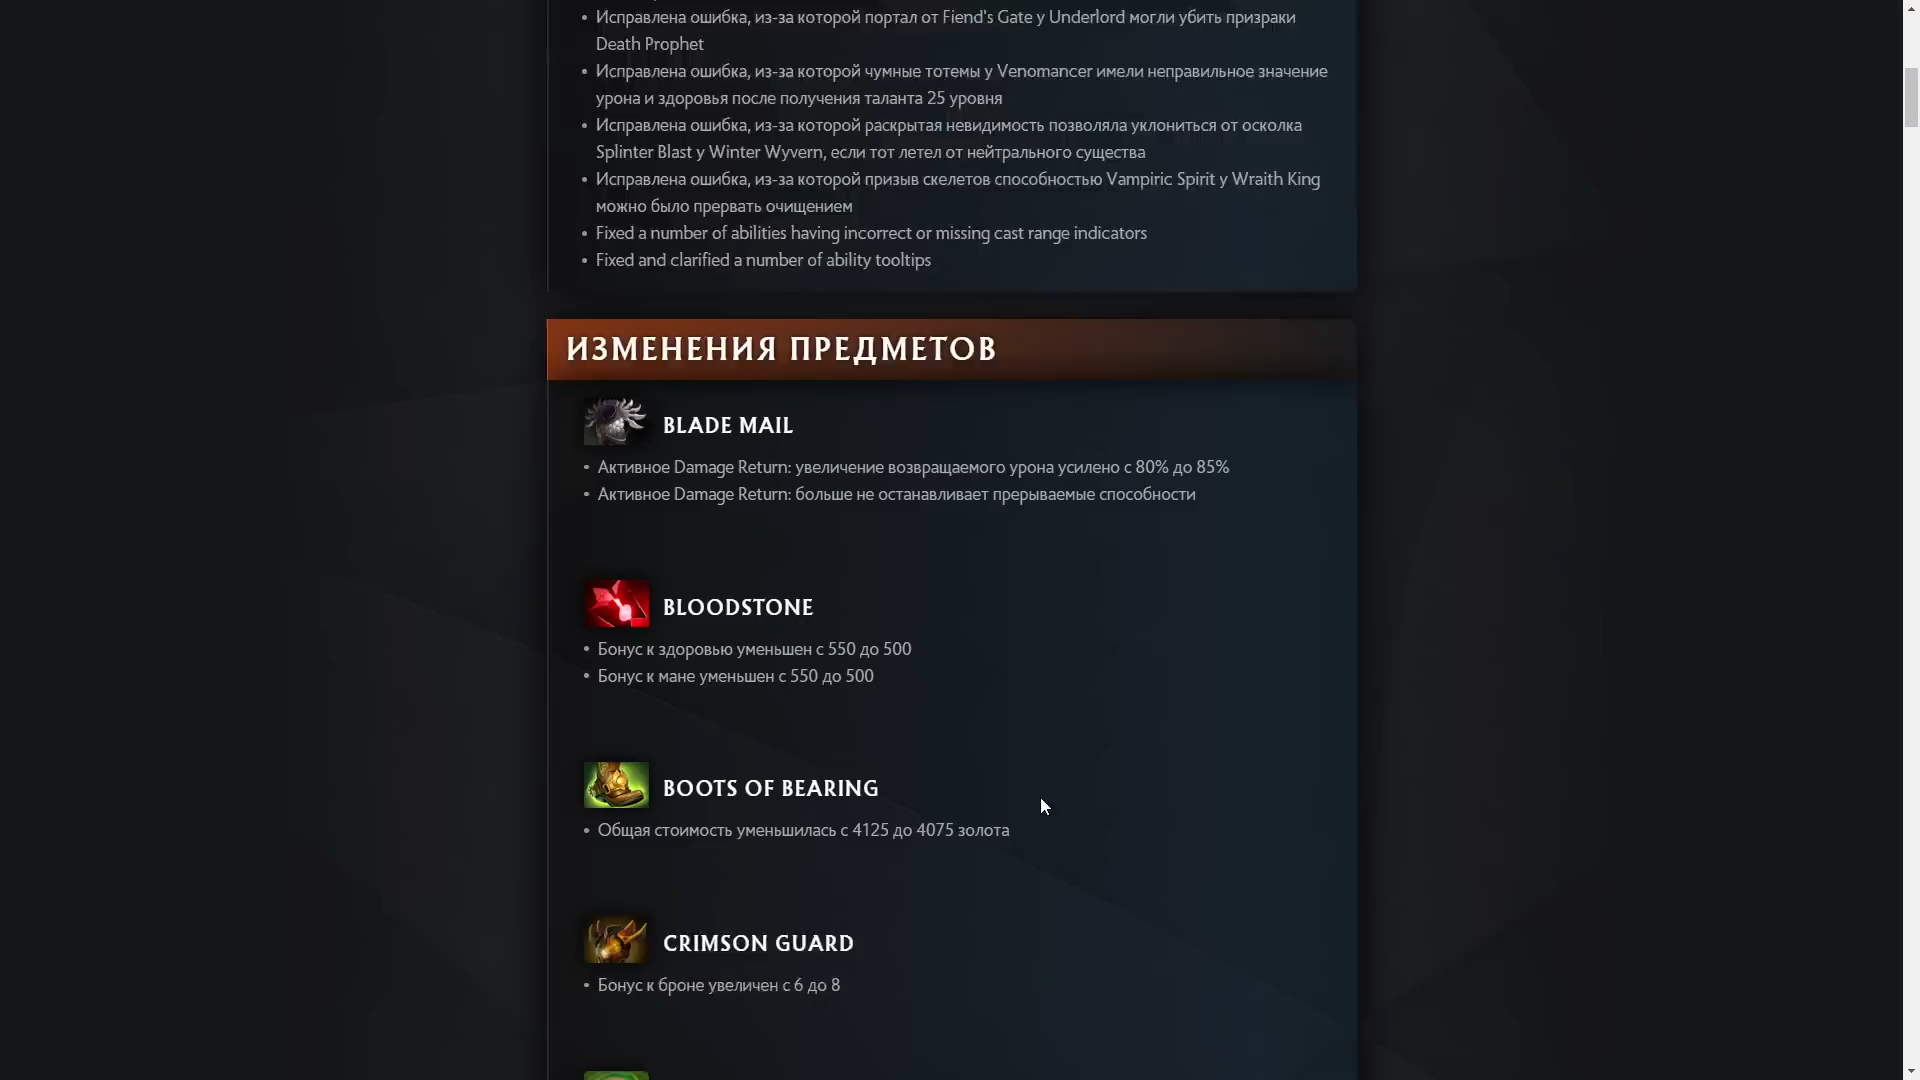 • Исправлена ошибка, из-за которой портал от Fiend's Gate у Underlord могли убить призраки
Death Prophet
• Исправлена ошибка, из-за которой чумные тотемы у Venomancer имели неправильное значение
урона и здоровья после получения таланта 25 уровня
• Исправлена ошибка, из-за которой раскрытая невидимость позволяла уклониться от осколка
Splinter Blast у Winter Wyvern, если тот летел от нейтрального существа
• Исправлена ошибка, из-за которой призыв скелетов способностью Vampiric Spirit у Wraith King
можно было прервать очищением
• Fixed a number of abilities having incorrect or missing cast range indicators
• Fixed and clarified a number of ability tooltips
ИЗМЕНЕНИЯ ПРЕДМЕТОВ
BLADE MAIL
• Активное Damage Return: увеличение возвращаемого урона усилено с 80% до 85%
• Активное Damage Return: больше не останавливает прерываемые способности
BLOODSTONE
• Бонус к здоровью уменьшен с 550 до 500
• Бонус к мане уменьшен с 550 до 500
BOOTS OF BEARING
• Общая стоимость уменьшилась с 4125 до 4075 золота
CRIMSON GUARD
• Бонус к броне увеличен с 6 до 8